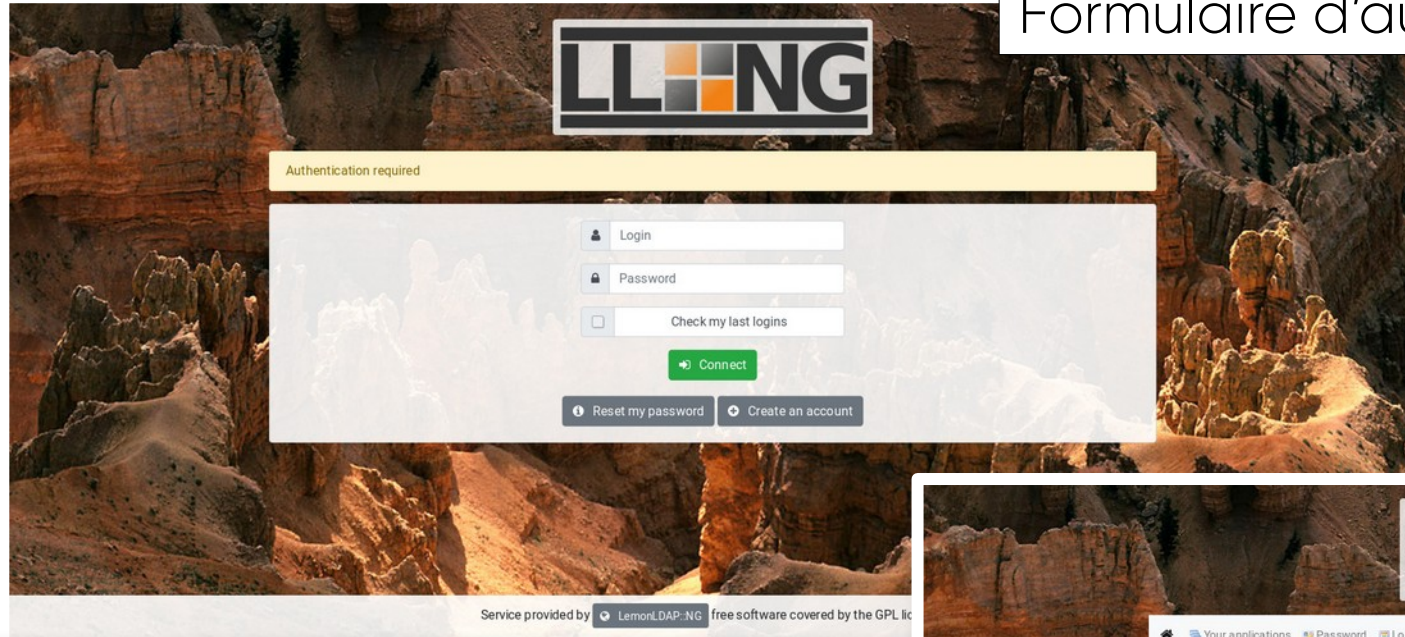 Formulaire d'au
LL NG
Authentication required
Login
Password
Check my last logins
Connect
Reset my password Create an account
Service provided by LemonLDAP::NG free software covered by the GPL lic
Your applications Password Lo